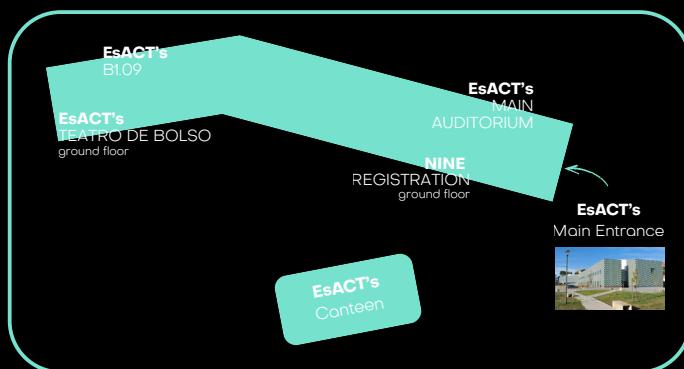 EsACT's
B1.09
EsACT's
TEATRO DE BOLSO
ground floor
EsACT's
MAIN
AUDITORIUM
NINE
REGISTRATION
ground floor
EsACT's
Main Entrance
EsACT's
Canteen